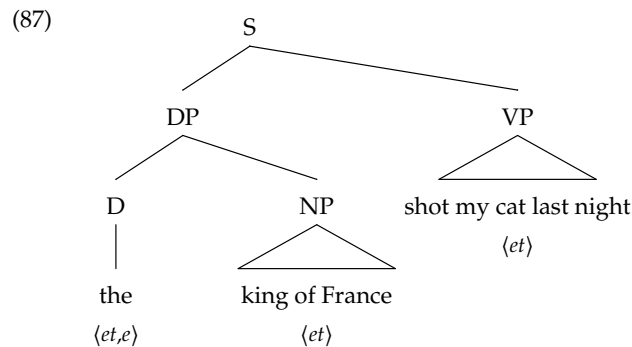 (87)
S
DP VP
D NP shot my cat last night
⟨et⟩
the king of France
⟨et,e⟩ ⟨et⟩